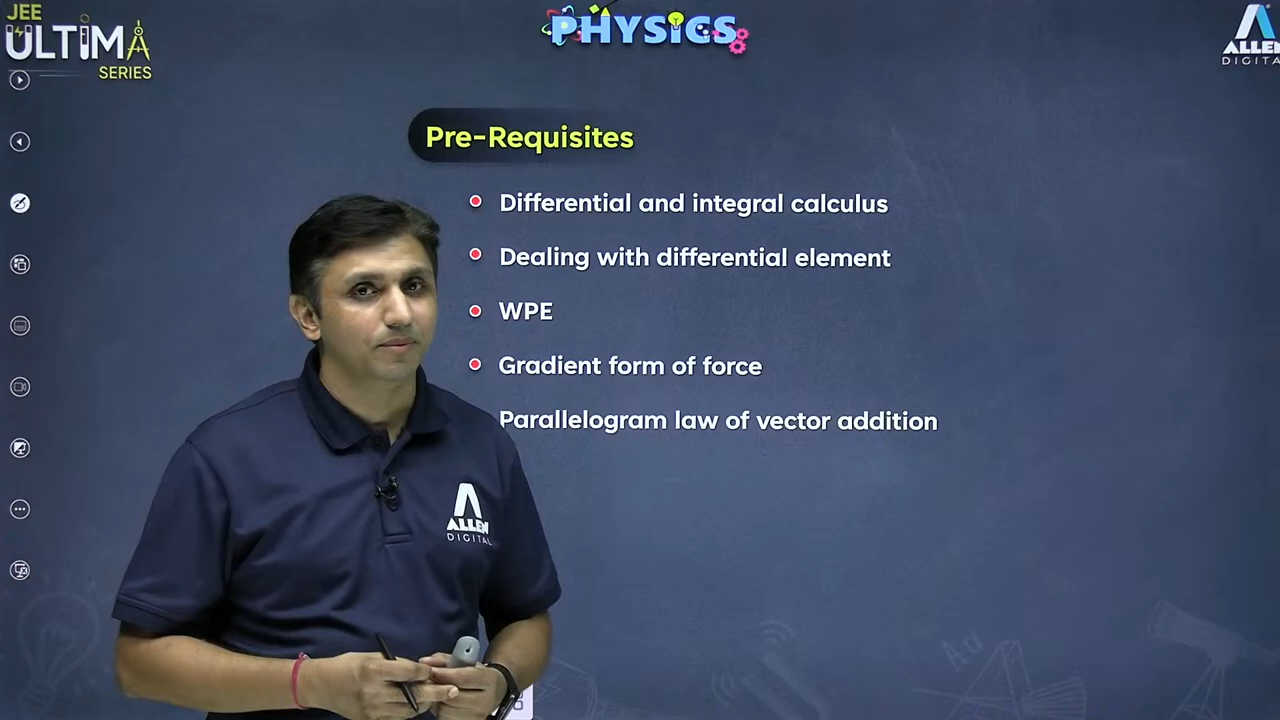 JEE
ULTIMA
SERIES
PHYSICS
ALLEN
DIGITA
Pre-Requisites
Differential and integral calculus
Dealing with differential element
WPE
Gradient form of force
Parallelogram law of vector addition
ALLEN
DIGITAL